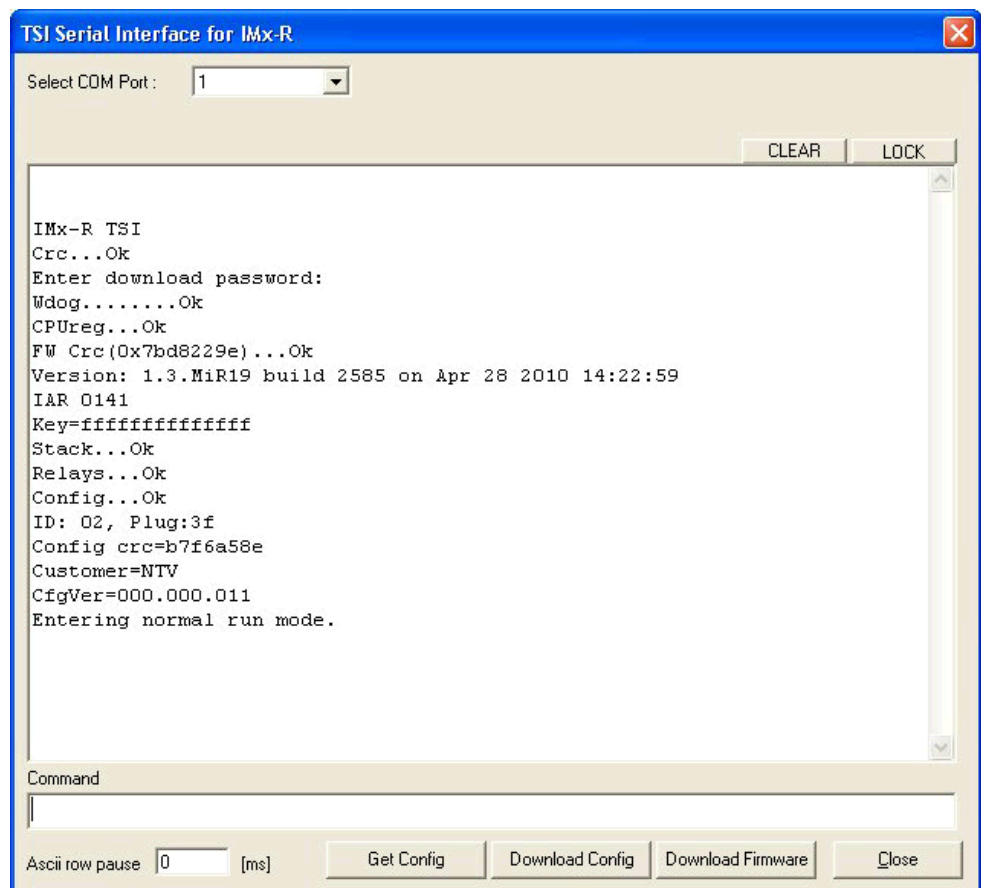 TSI Serial Interface for IMx-R
Select COM Port : 1
CLEAR LOCK
IMx-R TSI
Crc...Ok
Enter download password:
Wdog........Ok
CPUreg...Ok
FW Crc(0x7bd8229e)...Ok
Version: 1.3.MiR19 build 2585 on Apr 28 2010 14:22:59
IAR 0141
Key=ffffffffffffff
Stack...Ok
Relays...Ok
Config...Ok
ID: 02, Plug:3f
Config crc=b7f6a58e
Customer=NTV
CfgVer=000.000.011
Entering normal run mode.
Command
Ascii row pause 0 [ms] Get Config Download Config Download Firmware Close